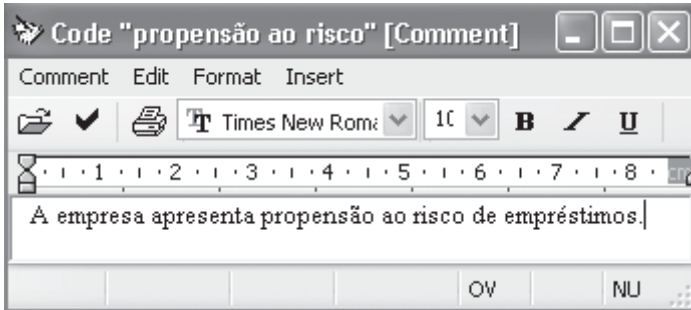 Code "propensão ao risco" [Comment]
Comment Edit Format Insert
Times New Roma 10 B I U
1 2 3 4 5 6 7 8 cm
A empresa apresenta propensão ao risco de empréstimos.
OV NU